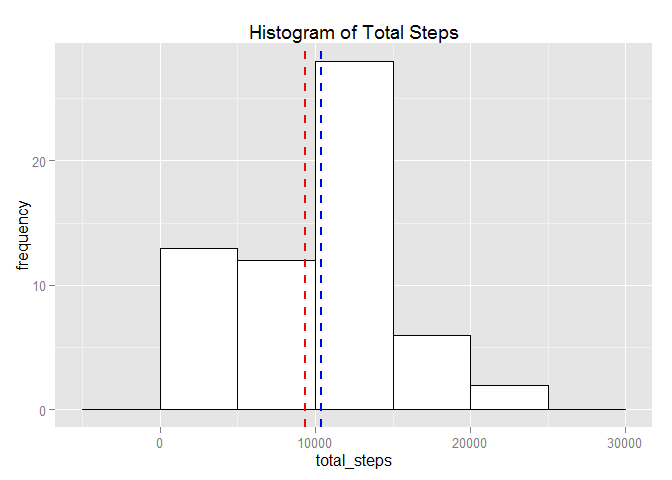 Histogram of Total Steps
frequency
20
10
0
0 10000 20000 30000
total_steps